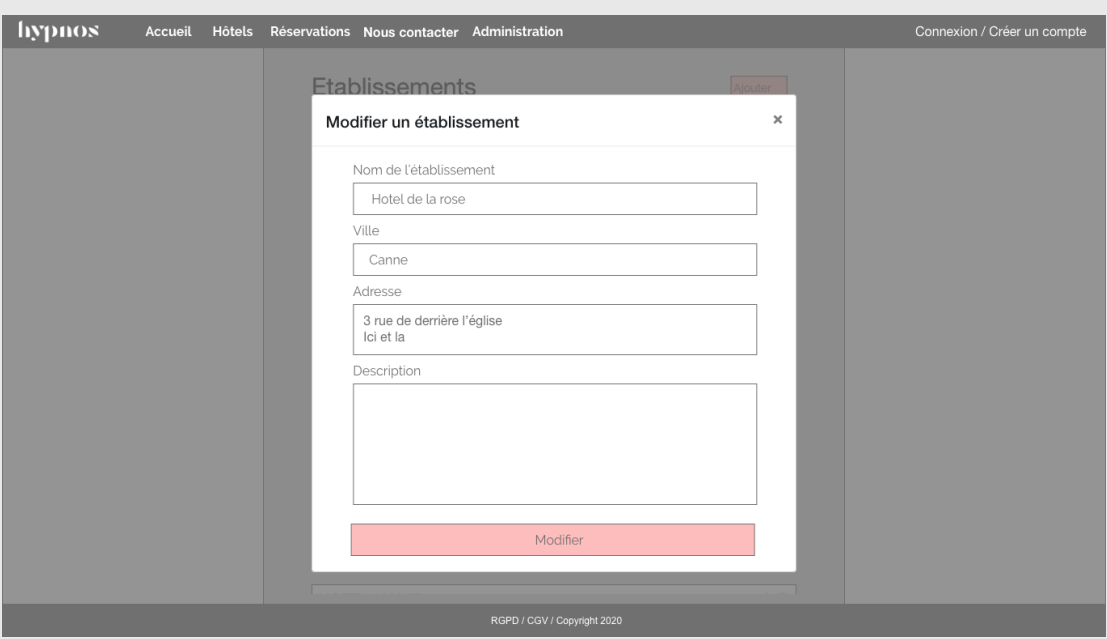 hypnos Accueil Hôtels Réservations Nous contacter Administration Connexion / Créer un compte
Etablissements Ajouter
Modifier un établissement ×
Nom de l'établissement
Hotel de la rose
Ville
Canne
Adresse
3 rue de derrière l'église
Ici et la
Description
Modifier
RGPD / CGV / Copyright 2020